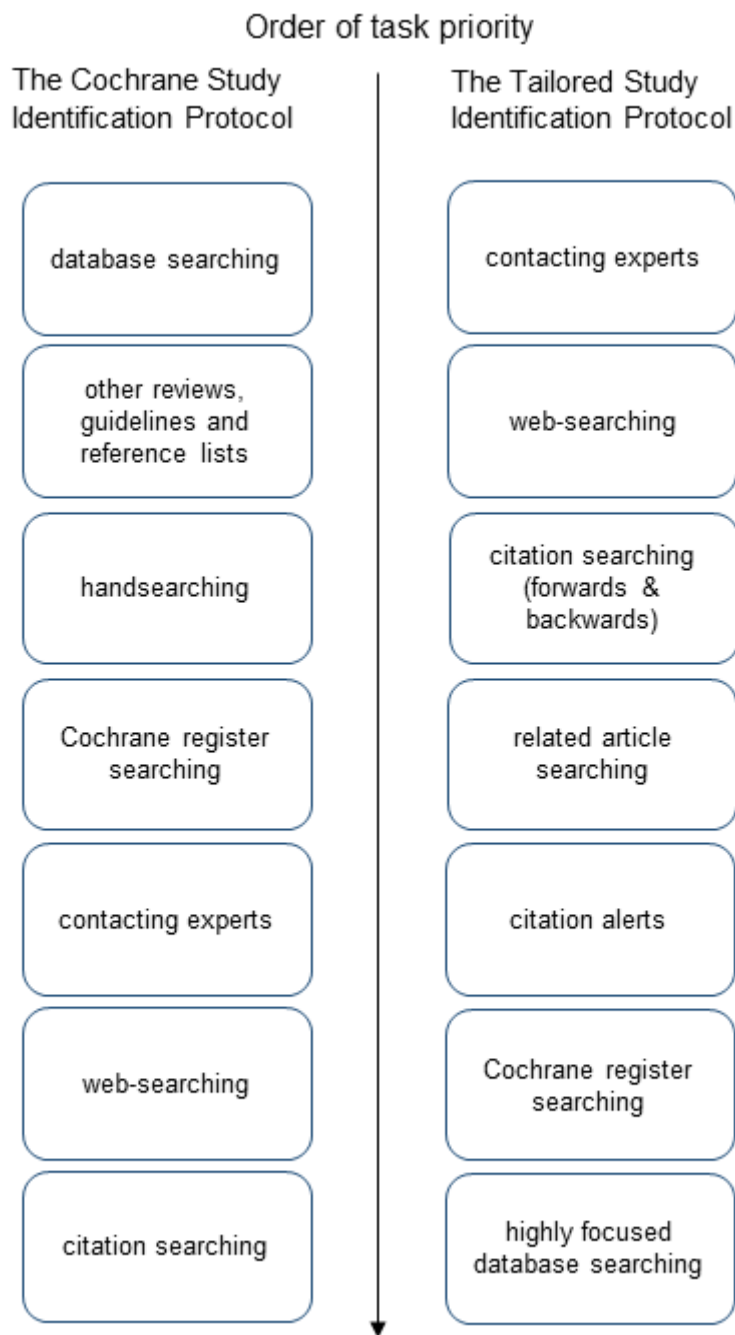 Order of task priority
The Cochrane Study
Identification Protocol
The Tailored Study
Identification Protocol
database searching
contacting experts
other reviews,
guidelines and
reference lists
web-searching
handsearching
citation searching
(forwards &
backwards)
Cochrane register
searching
related article
searching
contacting experts
citation alerts
web-searching
Cochrane register
searching
citation searching
highly focused
database searching